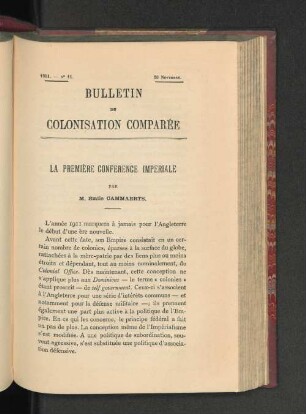 1911. — N° 11. 20 Novembre.
BULLETIN
DE
COLONISATION COMPARÉE
LA PREMIÈRE CONFÉRENCE IMPÉRIALE
PAR
M. Emile CAMMAERTS.
L'année 1911 marquera à jamais pour l'Angleterre
le début d'une ère nouvelle.
Avant cette date, son Empire consistait en un cer-
tain nombre de colonies, éparses à la surface du globe,
rattachées à la mère-patrie par des liens plus ou moins
étroits et dépendant, tout au moins nominalement, du
Colonial Office. Dès maintenant, cette conception ne
s'applique plus aux Dominions — le terme « colonies »
étant proscrit — de self government. Ceux-ci s'associent
à l'Angleterre pour une série d'intérêts communs — et
notamment pour la défense militaire, — de prenant
également une part plus active à la politique de l'Em-
pire. En ce qui les concerne, le principe fédéral a fait
un pas de plus. La conception même de l'Impérialisme
s'est modifiée. A une politique de subordination, sou-
vent agressive, s'est substituée une politique d'associa-
tion défensive.